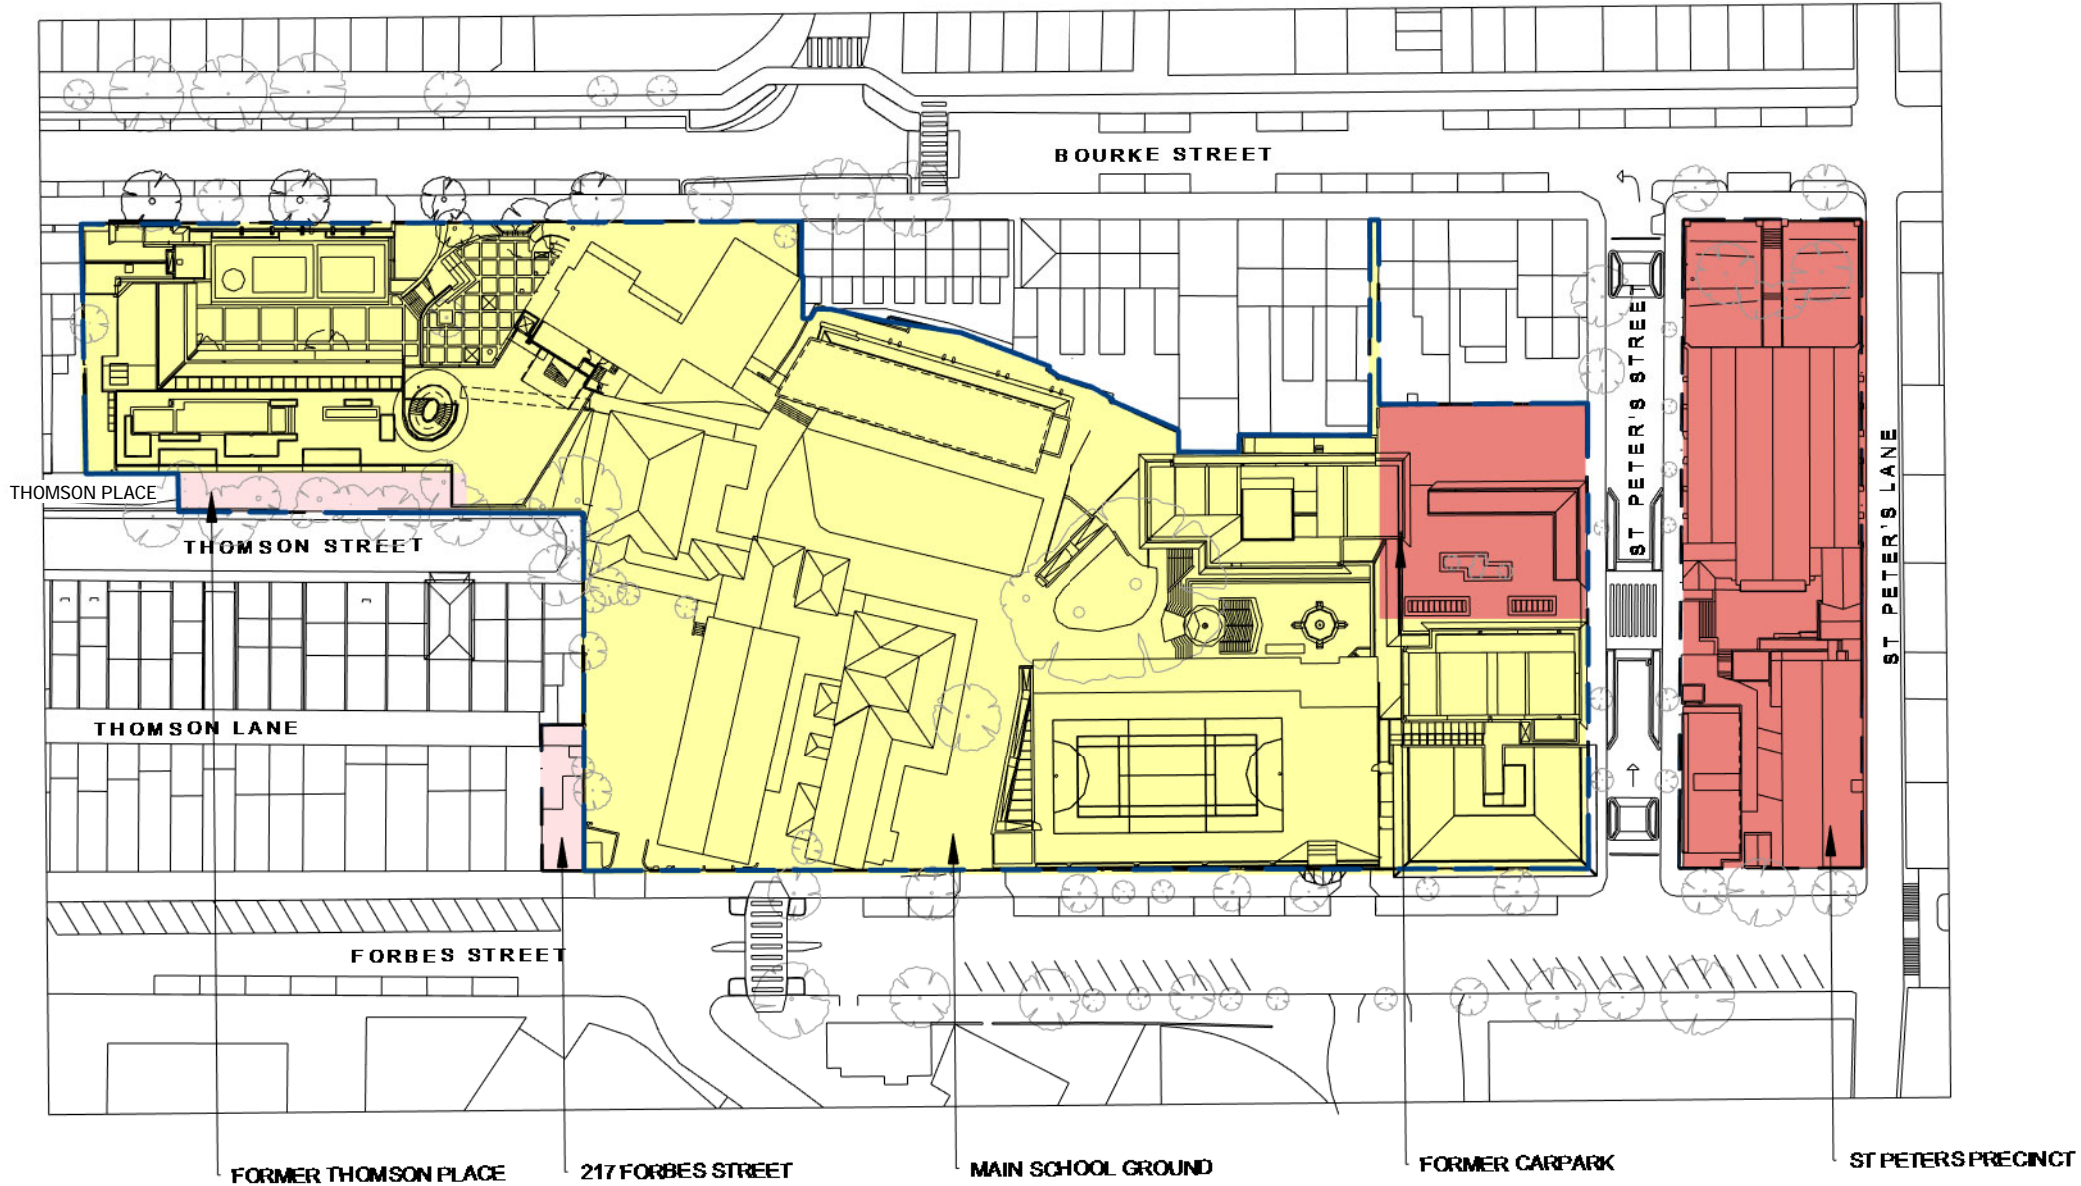 BOURKE STREET
ST PETER'S STREET
ST PETER'S LANE
THOMSON PLACE
THOMSON STREET
THOMSON LANE
FORBES STREET
FORMER THOMSON PLACE
217 FORBES STREET
MAIN SCHOOL GROUND
FORMER CARPARK
ST PETERS PRECINCT